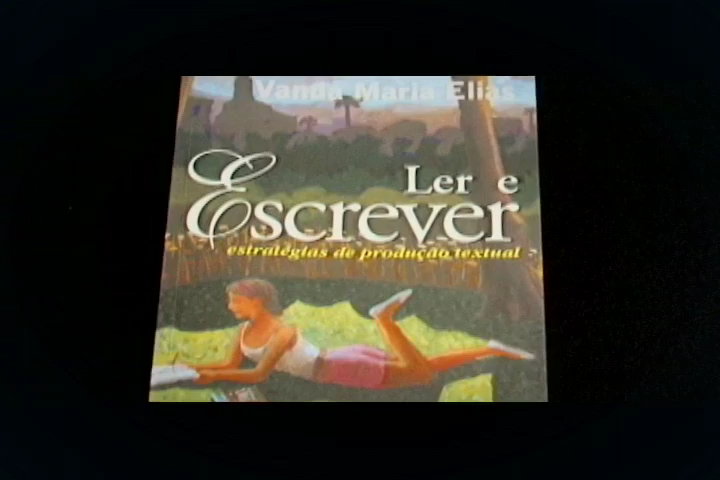 Vanda Maria Elias
Ler e
Escrever
estratégias de produção textual